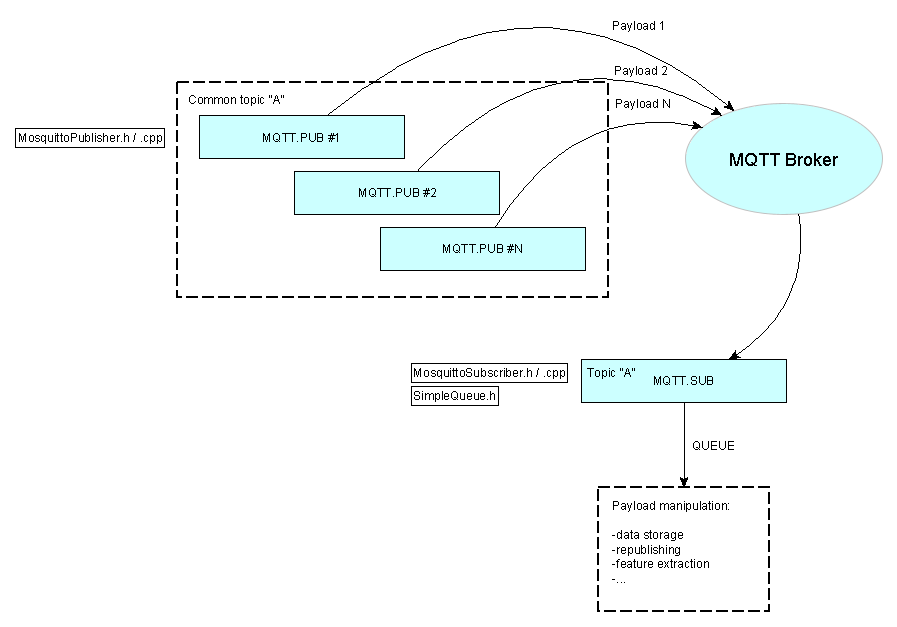 Payload 1
Payload 2
Payload N
Common topic "A"
MosquittoPublisher.h / .cpp
MQTT.PUB #1
MQTT.PUB #2
MQTT.PUB #N
MQTT Broker
MosquittoSubscriber.h / .cpp
SimpleQueue.h
Topic "A"
MQTT.SUB
QUEUE
Payload manipulation:
-data storage
-republishing
-feature extraction
-...